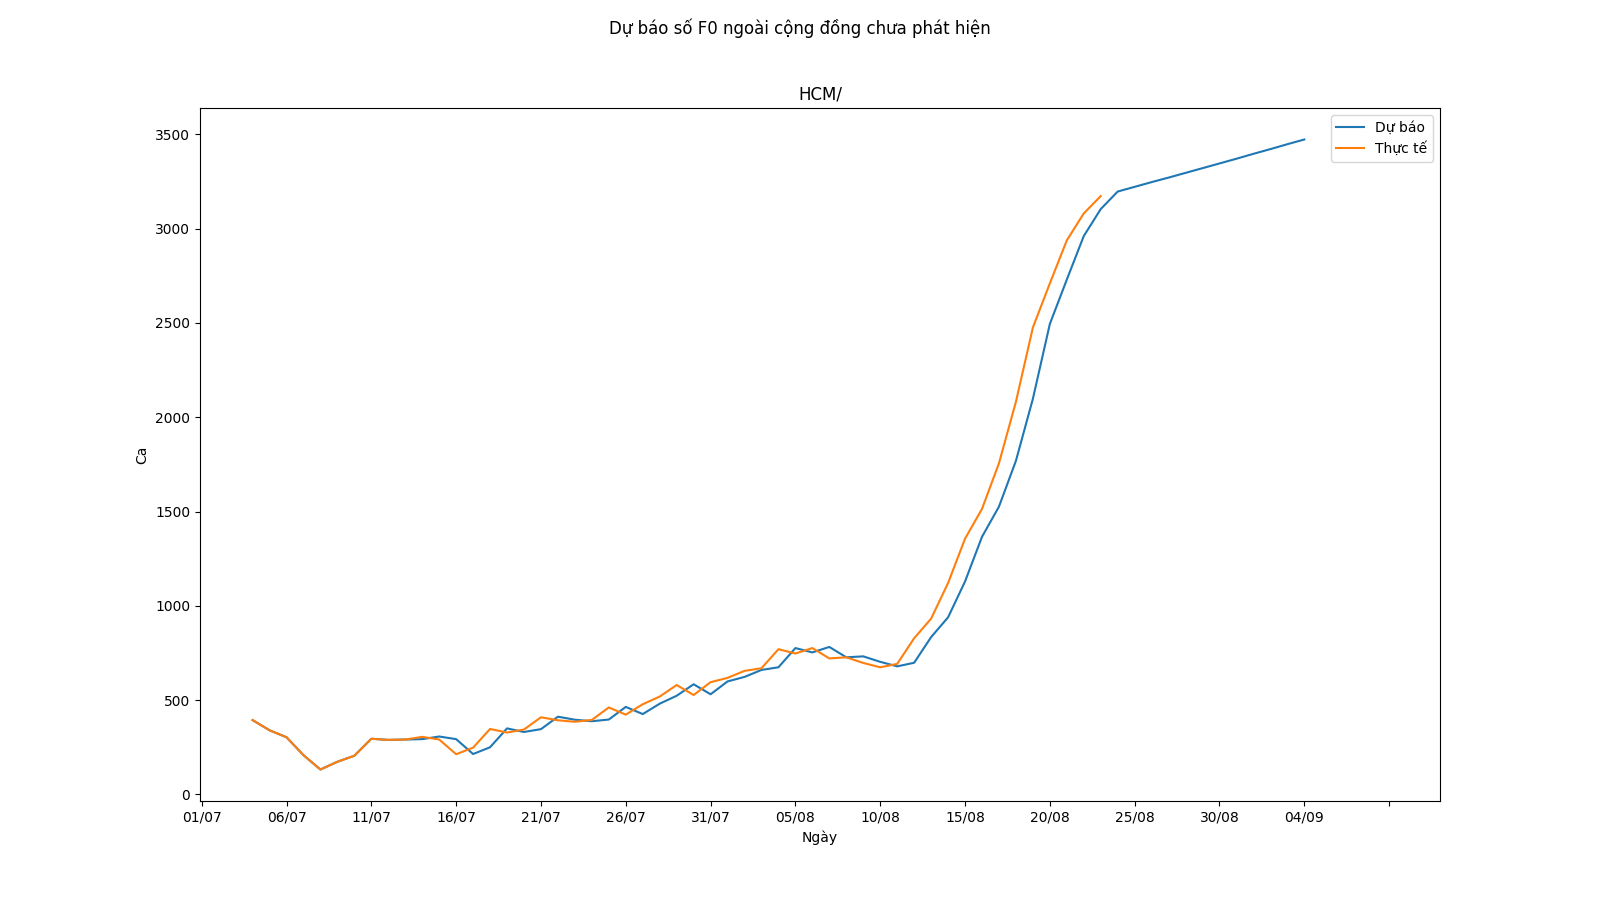 Dự báo số F0 ngoài cộng đồng chưa phát hiện
HCM/
Dự báo
Thực tế
3500
3000
2500
2000
1500
1000
500
0
Ca
01/07 06/07 11/07 16/07 21/07 26/07 31/07 05/08 10/08 15/08 20/08 25/08 30/08 04/09
Ngày